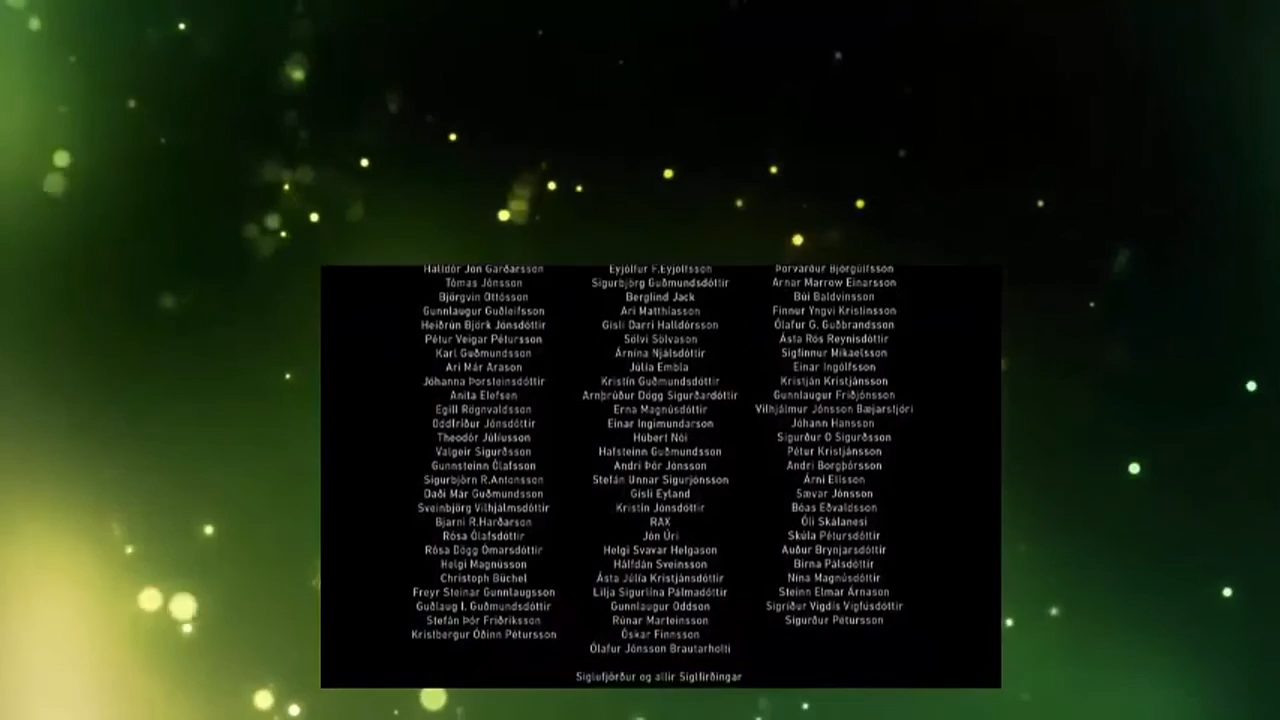 Halldór Jón Garðarsson
Tómas Jónsson
Björgvin Ottósson
Gunnlaugur Guðleifsson
Heiðrún Björk Jónsdóttir
Pétur Veigar Pétursson
Karl Guðmundsson
Ari Már Arason
Jóhanna Þorsteinsdóttir
Anita Elefsen
Egill Rögnvaldsson
Oddfríður Jónsdóttir
Theodór Júlíusson
Valgeir Sigurðsson
Gunnsteinn Ólafsson
Sigurbjörn R.Antonsson
Daði Már Guðmundsson
Sveinbjörg Vilhjálmsdóttir
Bjarni R.Harðarson
Rósa Ólafsdóttir
Rósa Dögg Ómarsdóttir
Helgi Magnússon
Christoph Büchel
Freyr Steinar Gunnlaugsson
Guðlaug I. Guðmundsdóttir
Stefán Þór Friðriksson
Kristbergur Óðinn Pétursson
Eyjólfur F.Eyjólfsson
Sigurbjörg Guðmundsdóttir
Berglind Jack
Ari Matthíasson
Gísli Darri Halldórsson
Sölvi Sölvason
Árnína Njálsdóttir
Júlía Embla
Kristín Guðmundsdóttir
Arnþrúður Dögg Sigurðardóttir
Erna Magnúsdóttir
Einar Ingimundarson
Húbert Nói
Hafsteinn Guðmundsson
Andri Þór Jónsson
Stefán Unnar Sigurjónsson
Gísli Eyland
Kristín Jónsdóttir
RAX
Jón Úri
Helgi Svavar Helgason
Hálfdán Sveinsson
Ásta Júlía Kristjánsdóttir
Lilja Sigurlína Pálmadóttir
Gunnlaugur Oddson
Rúnar Marteinsson
Óskar Finnsson
Ólafur Jónsson Brautarholti
Þorvarður Björgúlfsson
Arnar Marrow Einarsson
Búi Baldvinsson
Finnur Yngvi Kristinsson
Ólafur G. Guðbrandsson
Ásta Rós Reynisdóttir
Sigfinnur Mikaelsson
Einar Ingólfsson
Kristján Kristjánsson
Gunnlaugur Friðjónsson
Vilhjálmur Jónsson Bæjarstjóri
Jóhann Hansson
Sigurður O Sigurðsson
Pétur Kristjánsson
Andri Borgþórsson
Árni Elísson
Sævar Jónsson
Bóas Eðvaldsson
Óli Skálanesi
Skúla Pétursdóttir
Auður Brynjarsdóttir
Birna Pálsdóttir
Nína Magnúsdóttir
Steinn Elmar Árnason
Sigríður Vigdís Vigfúsdóttir
Sigurður Pétursson
Siglufjörður og allir Siglfirðingar